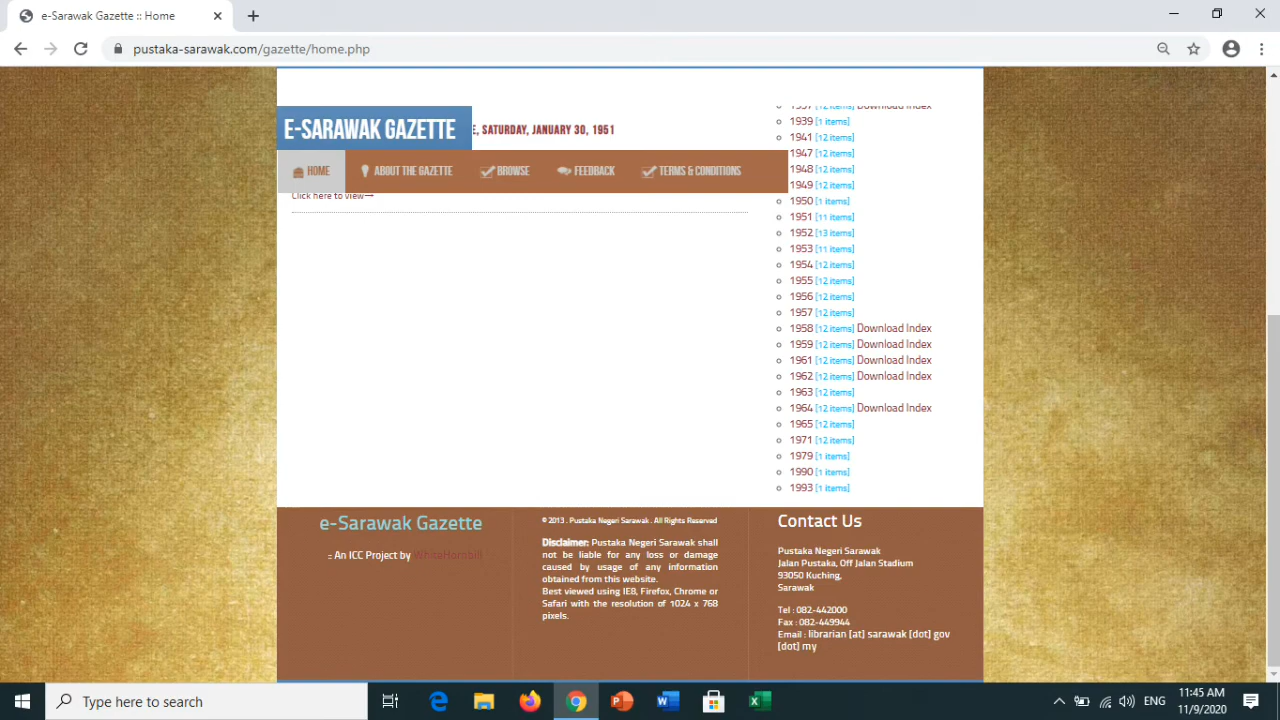 e-Sarawak Gazette :: Home
pustaka-sarawak.com/gazette/home.php
E-SARAWAK GAZETTE
E, SATURDAY, JANUARY 30, 1951
HOME
ABOUT THE GAZETTE
BROWSE
FEEDBACK
TERMS & CONDITIONS
Click here to view→
1937 [12 items] Download Index
1939 [1 items]
1941 [12 items]
1947 [12 items]
1948 [12 items]
1949 [12 items]
1950 [1 items]
1951 [11 items]
1952 [13 items]
1953 [11 items]
1954 [12 items]
1955 [12 items]
1956 [12 items]
1957 [12 items]
1958 [12 items] Download Index
1959 [12 items] Download Index
1961 [12 items] Download Index
1962 [12 items] Download Index
1963 [12 items]
1964 [12 items] Download Index
1965 [12 items]
1971 [12 items]
1979 [1 items]
1990 [1 items]
1993 [1 items]
e-Sarawak Gazette
:: An ICC Project by
© 2013 . Pustaka Negeri Sarawak . All Rights Reserved
Disclaimer: Pustaka Negeri Sarawak shall
not be liable for any loss or damage
caused by usage of any information
obtained from this website.
Best viewed using IE8, Firefox, Chrome or
Safari with the resolution of 1024 x 768
pixels.
Contact Us
Pustaka Negeri Sarawak
Jalan Pustaka, Off Jalan Stadium
93050 Kuching,
Sarawak
Tel : 082-442000
Fax : 082-449944
Email : librarian [at] sarawak [dot] gov
[dot] my
Type here to search
ENG
11:45 AM
11/9/2020